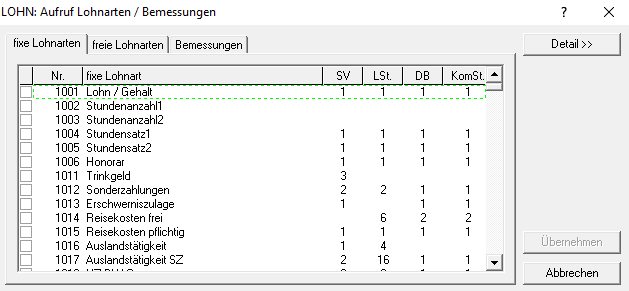 LOHN: Aufruf Lohnarten / Bemessungen ?
fixe Lohnarten freie Lohnarten Bemessungen Detail >>
Nr. fixe Lohnart SV LSt. DB KomSt.
1001 Lohn / Gehalt 1 1 1 1
1002 Stundenanzahl1
1003 Stundenanzahl2
1004 Stundensatz1 1 1 1 1
1005 Stundensatz2 1 1 1 1
1006 Honorar 1 1 1 1
1011 Trinkgeld 3
1012 Sonderzahlungen 2 2 1 1
1013 Erschwerniszulage 1 1 1
1014 Reisekosten frei 6 2 2
1015 Reisekosten pflichtig 1 1 1 1
1016 Auslandstätigkeit 1 4
1017 Auslandstätigkeit SZ 2 16 1 1
Übernehmen
Abbrechen